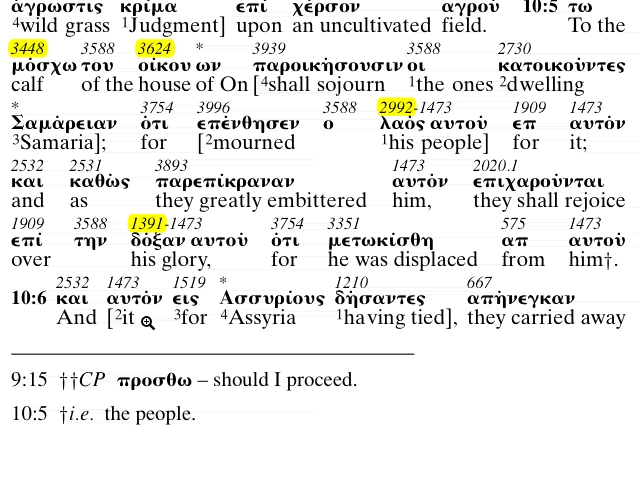 ἀγρωστις κρίμα επί χέρσον αγρού 10:5 τω
⁴wild grass ¹Judgment] upon an uncultivated field. To the
3448 3588 3624 * 3939 3588 2730
μόσχω του οίκου ων παροικήσουσιν οι κατοικούντες
calf of the house of On [⁴shall sojourn ¹the ones ²dwelling
* 3754 3996 3588 2992-1473 1909 1473
Σαμάρειαν ότι επένθησεν ο λαός αυτού επ αυτόν
³Samaria]; for [²mourned ¹his people] for it;
2532 2531 3893 1473 2020.1
και καθώς παρεπίκραναν αυτόν επιχαρούνται
and as they greatly embittered him, they shall rejoice
1909 3588 1391-1473 3754 3351 575 1473
επί την δόξαν αυτού ότι μετωκίσθη απ αυτού
over his glory, for he was displaced from him†.
2532 1473 1519 * 1210 667
10:6 και αυτόν εις Ασσυρίους δήσαντες απήνεγκαν
And [²it ³for ⁴Assyria ¹having tied], they carried away
9:15 ††CP προσθω – should I proceed.
10:5 †i.e. the people.